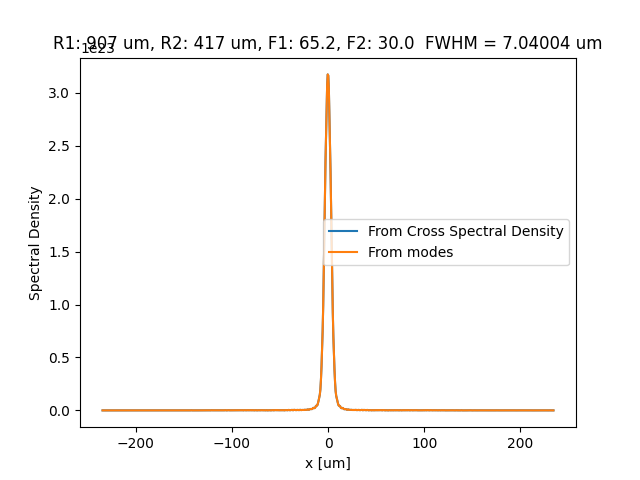 R1: 907 um, R2: 417 um, F1: 65.2, F2: 30.0  FWHM = 7.04004 um
1e23
3.0
2.5
2.0
1.5
1.0
0.5
0.0
Spectral Density
From Cross Spectral Density
From modes
−200 −100 0 100 200
x [um]